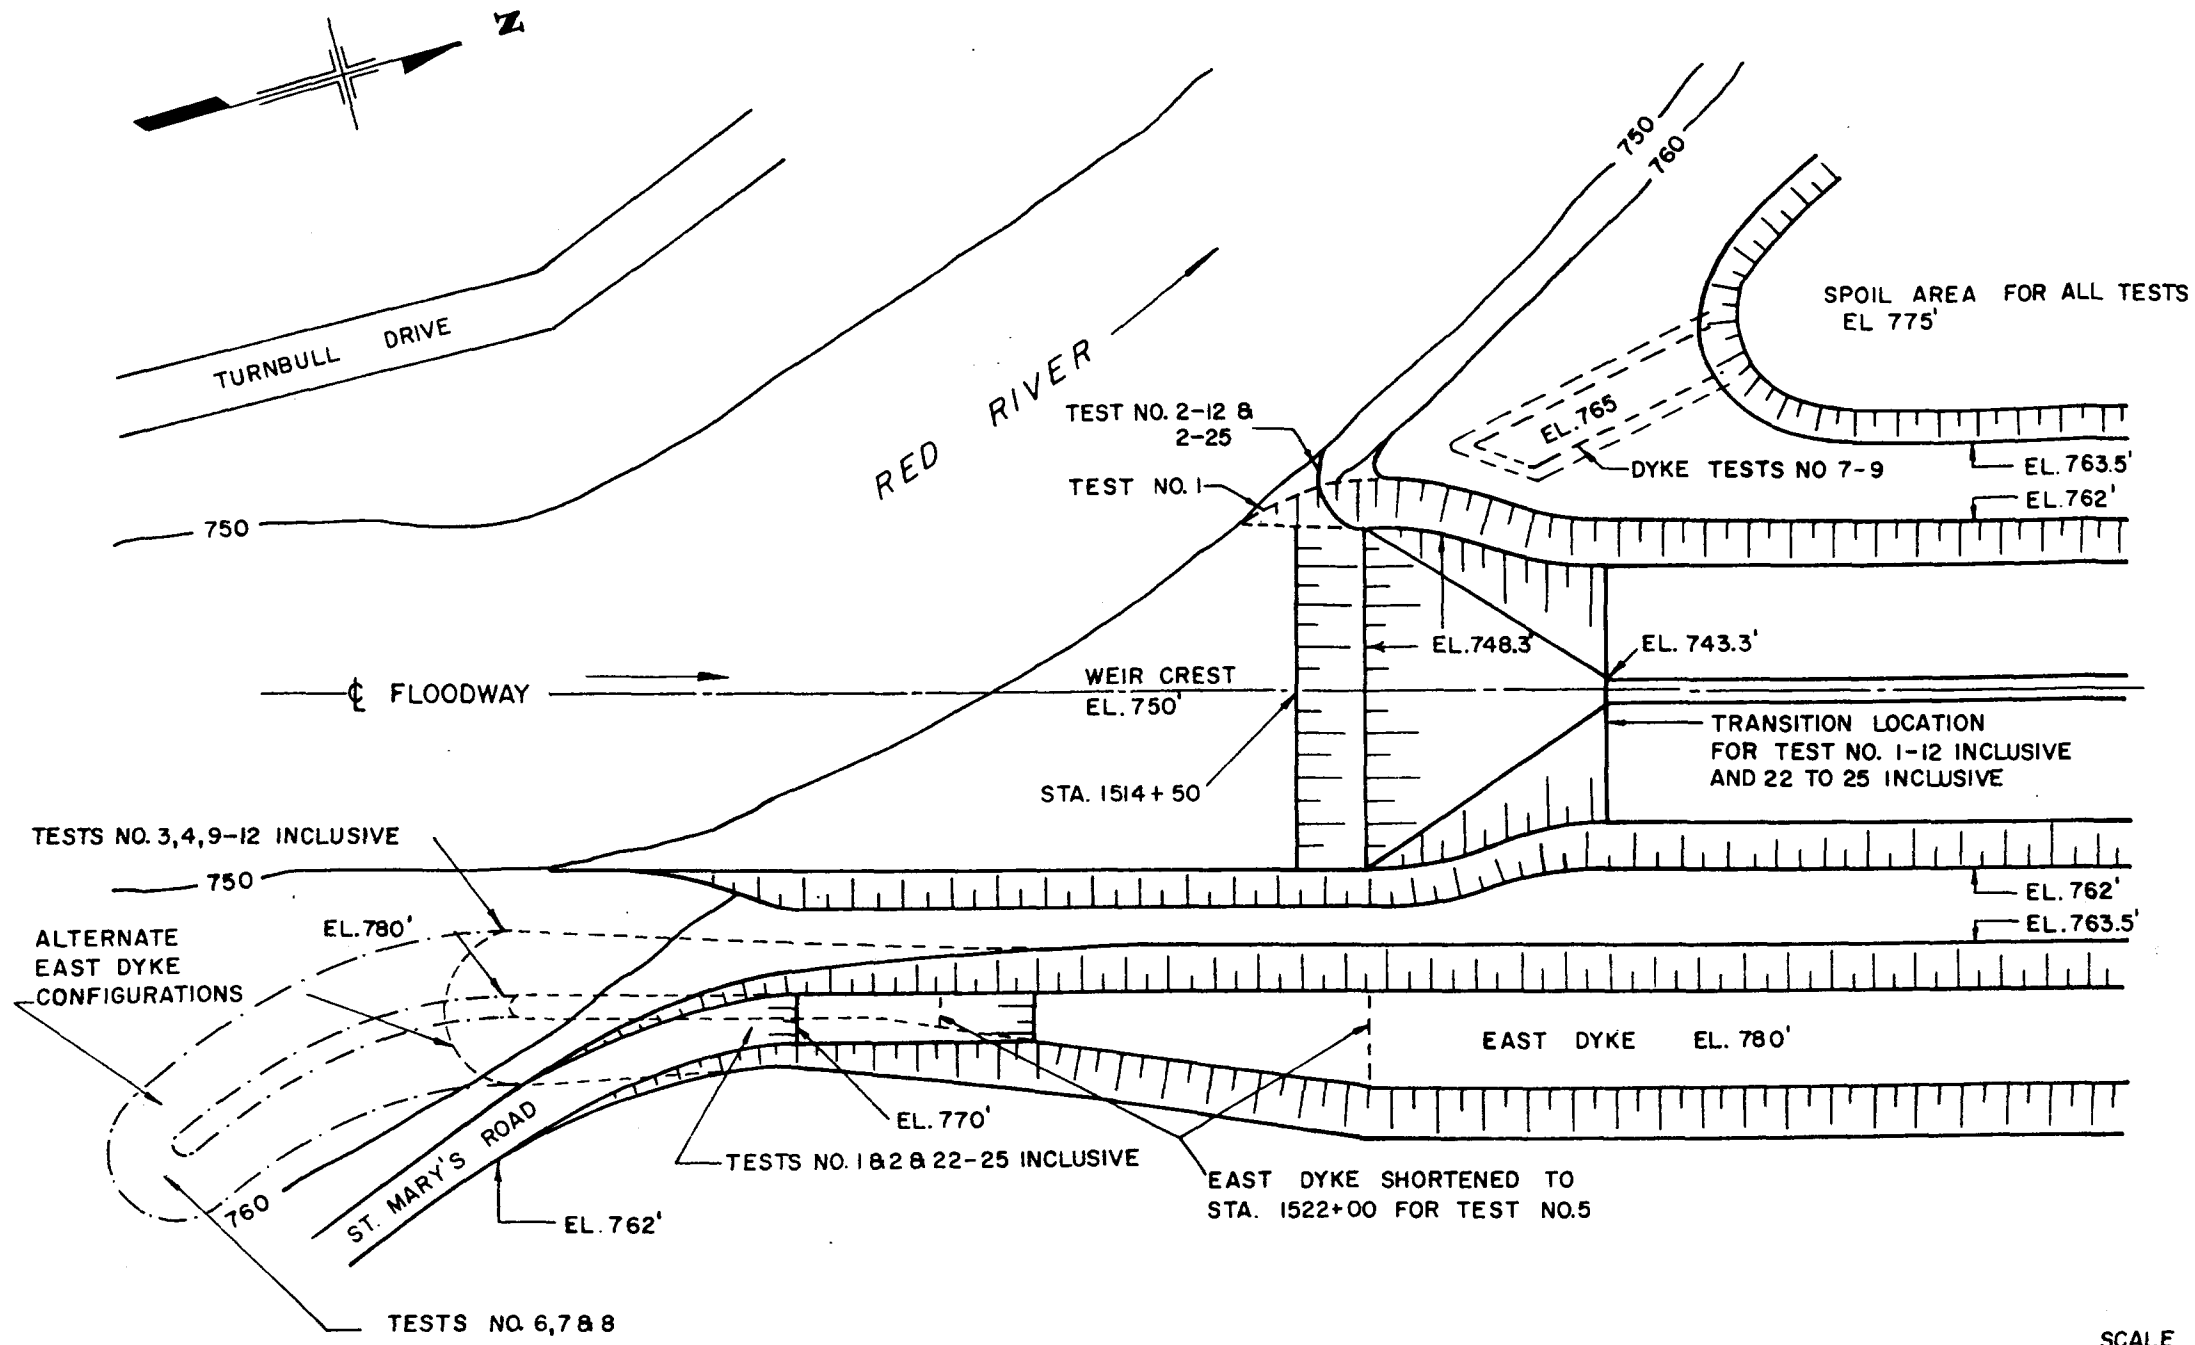 N
750
760
SPOIL AREA FOR ALL TESTS
EL 775'
TURNBULL DRIVE
RED RIVER
TEST NO. 2-12 &
2-25
EL.765
DYKE TESTS NO 7-9
EL.763.5'
TEST NO. 1
EL.762'
750
EL.748.3'
EL. 743.3'
WEIR CREST
EL.750'
℄ FLOODWAY
TRANSITION LOCATION
FOR TEST NO. 1-12 INCLUSIVE
AND 22 TO 25 INCLUSIVE
STA. 1514+50
TESTS NO. 3,4,9-12 INCLUSIVE
750
EL.762'
EL.763.5'
EL.780'
ALTERNATE
EAST DYKE
CONFIGURATIONS
EAST DYKE EL. 780'
EL.770'
TESTS NO. 1 & 2 & 22-25 INCLUSIVE
EAST DYKE SHORTENED TO
STA. 1522+00 FOR TEST NO.5
760
ST. MARY'S ROAD
EL.762'
TESTS NO. 6,7 & 8
SCALE